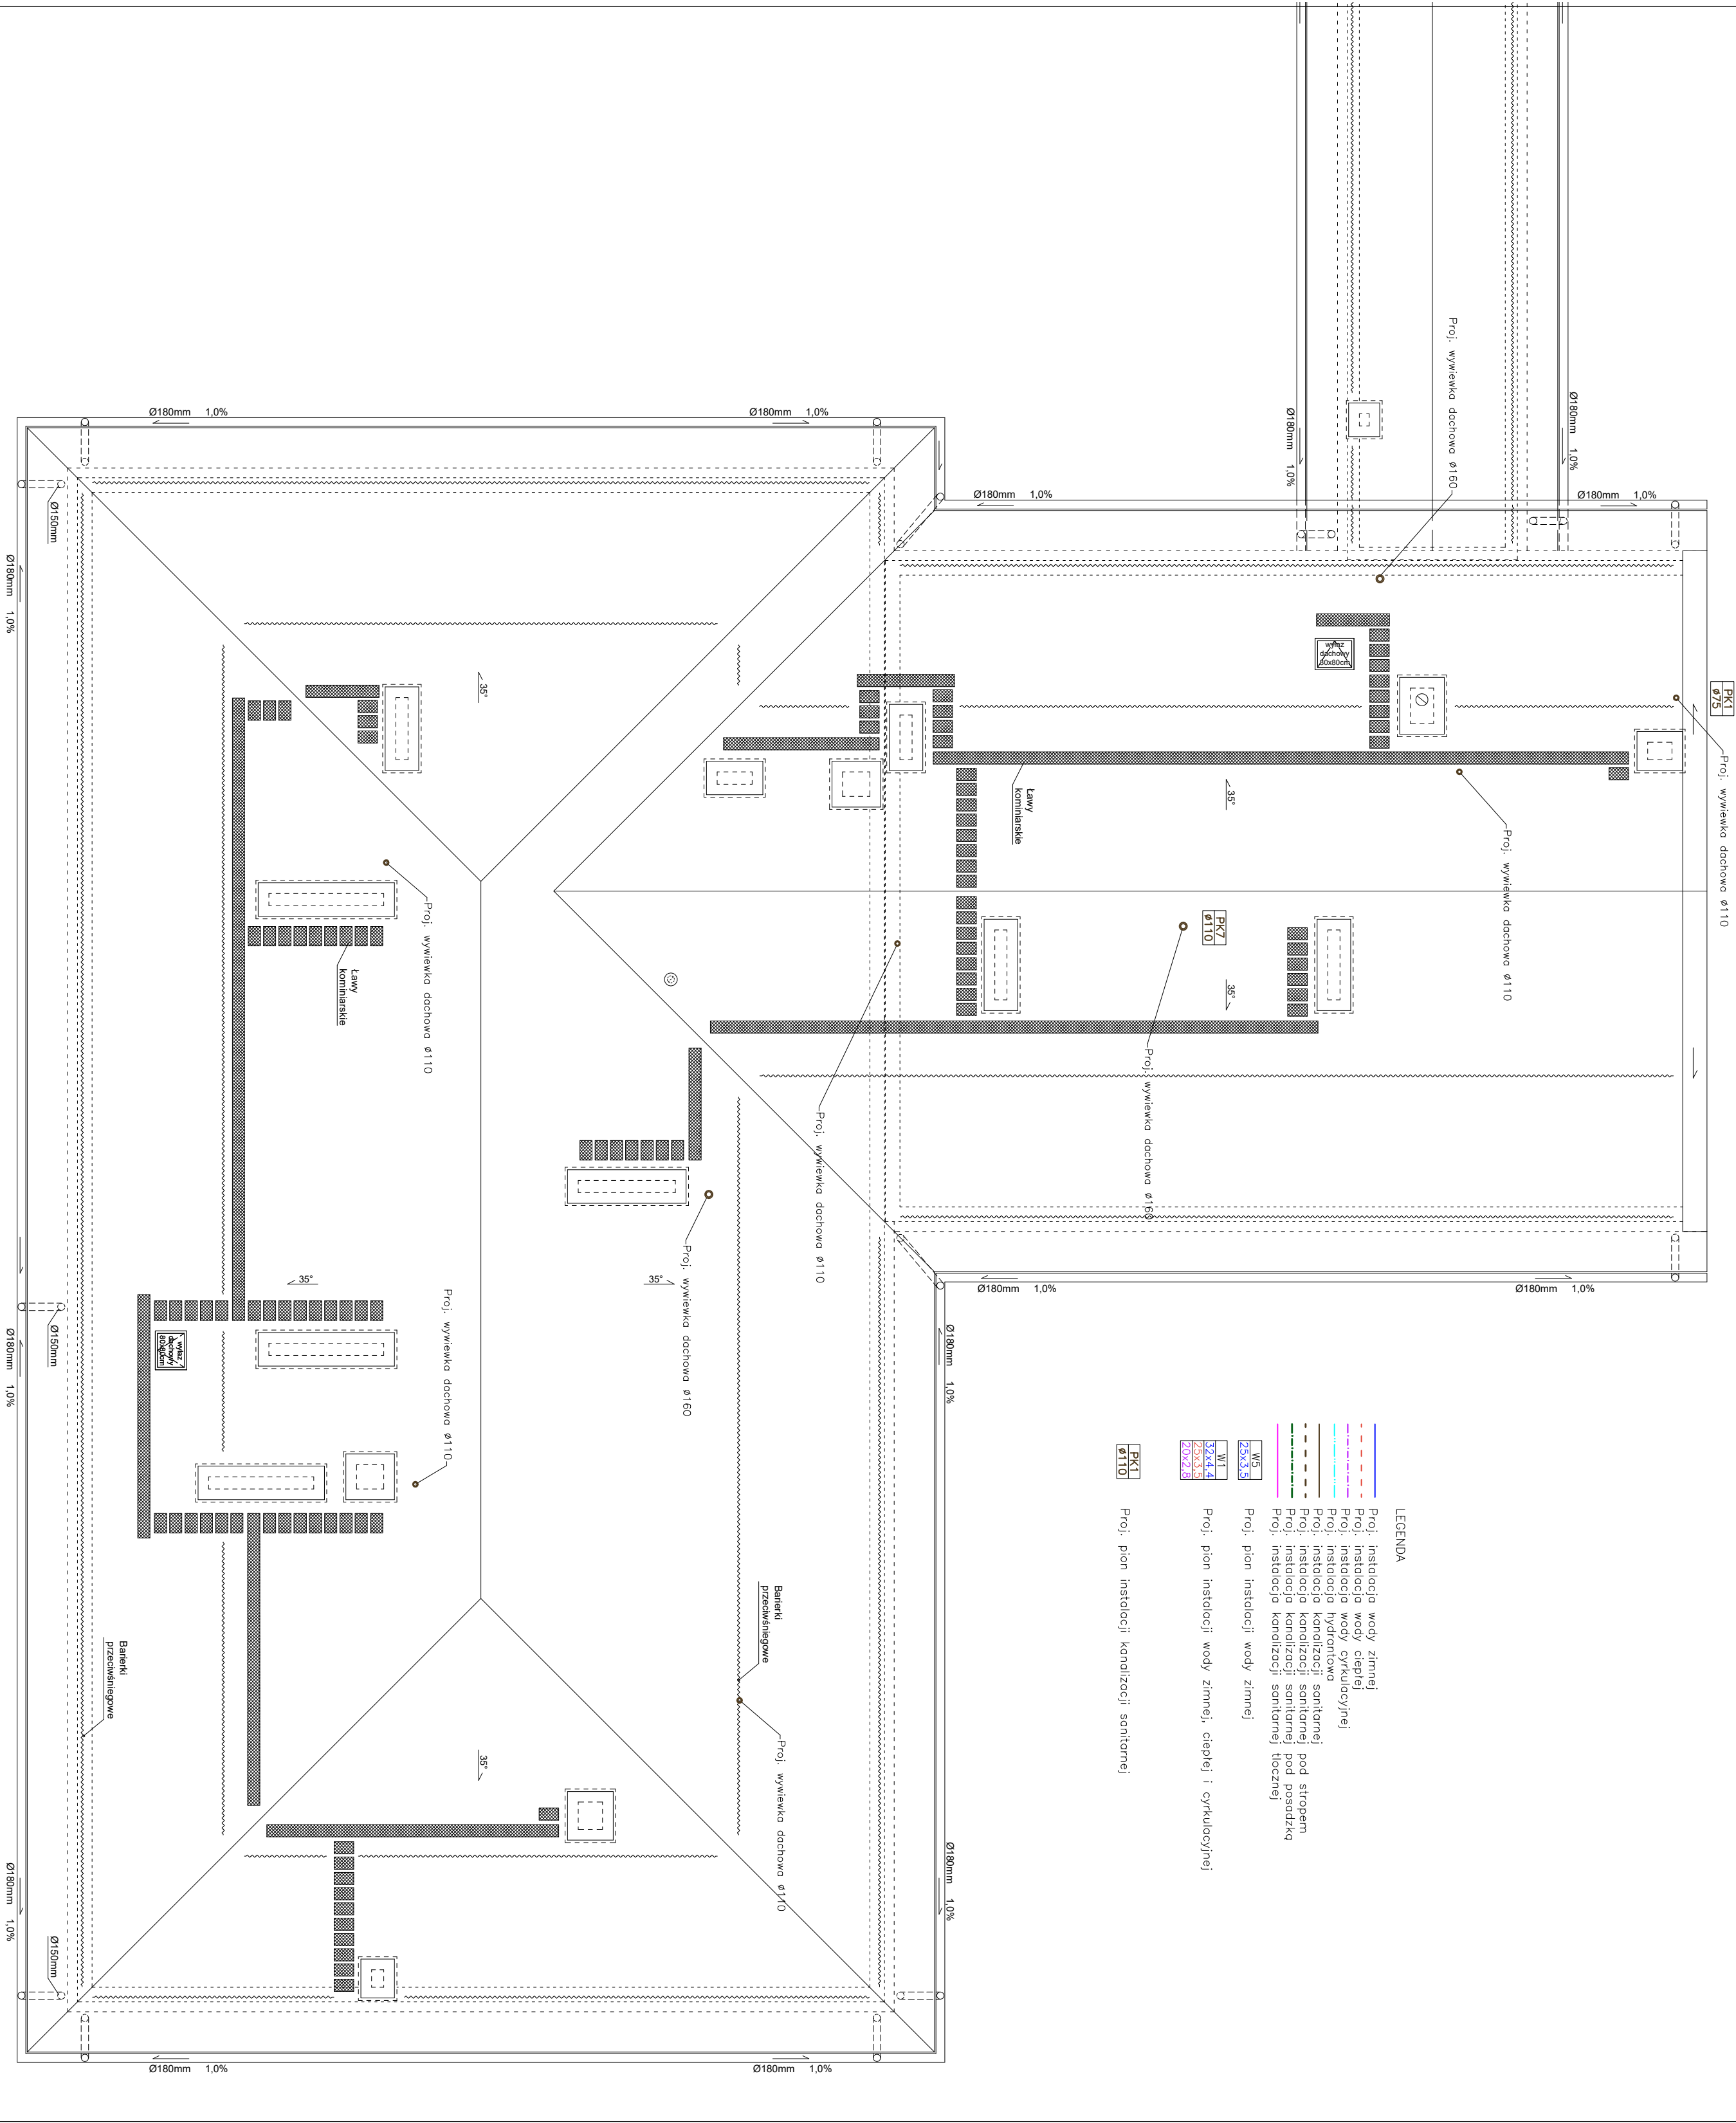 Proj. wywiewka dachowa ø160
Ø180mm 1,0%
Ø180mm 1,0%
Ø180mm 1,0%
Ø180mm 1,0%
Ø180mm 1,0%
Ø180mm 1,0%
PK1
ø75
Proj. wywiewka dachowa ø110
wyłaz
dachowy
80x80cm
35°
Ławy
kominiarskie
Proj. wywiewka dachowa ø110
35°
PK7
ø110
35°
Proj. wywiewka dachowa ø160
Proj. wywiewka dachowa ø110
Ø150mm
Ø180mm 1,0%
Proj. wywiewka dachowa ø110
Ławy
kominiarskie
35°
35°
Proj. wywiewka dachowa ø160
Proj. wywiewka dachowa ø110
Ø180mm 1,0%
Ø180mm 1,0%
Ø150mm
Ø180mm 1,0%
wyłaz
dachowy
80x80cm
Ø180mm 1,0%
LEGENDA
Proj. instalacja wody zimnej
Proj. instalacja wody ciepłej
Proj. instalacja wody cyrkulacyjnej
Proj. instalacja hydrantowa
Proj. instalacja kanalizacji sanitarnej
Proj. instalacja kanalizacji sanitarnej pod stropem
Proj. instalacja kanalizacji sanitarnej pod posadzką
Proj. instalacja kanalizacji sanitarnej tłocznej
W5
25x3,5
Proj. pion instalacji wody zimnej
W1
32x4,4
25x3,5
20x2,8
Proj. pion instalacji wody zimnej, ciepłej i cyrkulacyjnej
PK1
ø110
Proj. pion instalacji kanalizacji sanitarnej
Barierki
przeciwśniegowe
Barierki
przeciwśniegowe
Proj. wywiewka dachowa ø110
35°
Ø180mm 1,0%
Ø150mm
Ø180mm 1,0%
Ø180mm 1,0%
Ø180mm 1,0%